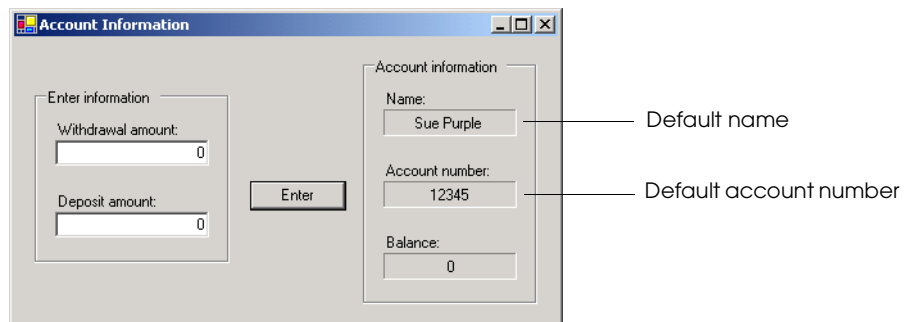 Account Information
Enter information
Withdrawal amount:
0
Deposit amount:
0
Enter
Account information
Name:
Sue Purple
Account number:
12345
Balance:
0
Default name
Default account number